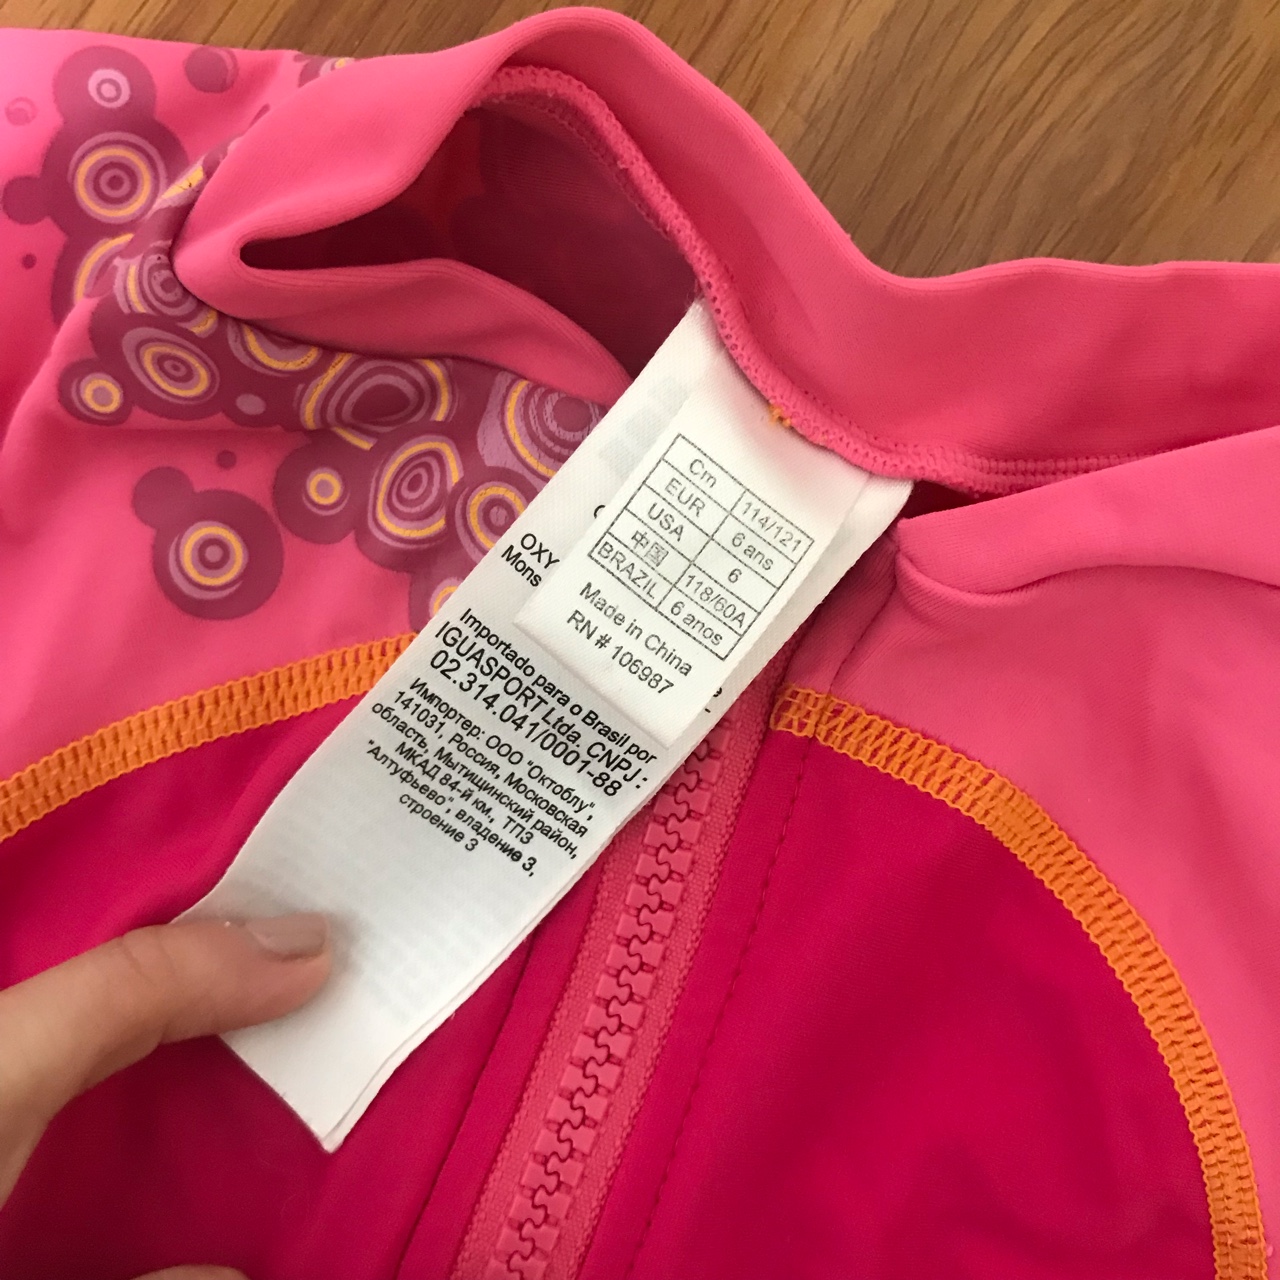 Cm 114/121
EUR 6 ans
USA 6
中国 118/60A
BRAZIL 6 anos
Made in China
RN # 106987
OXY
Mons
Importado para o Brasil por
IGUASPORT Ltda. CNPJ :
02.314.041/0001-88
Импортер: ООО "Октоблу",
141031, Россия, Московская
область, Мытищинский район,
МКАД 84-й км., ТПЗ
"Алтуфьево", владение 3,
строение 3